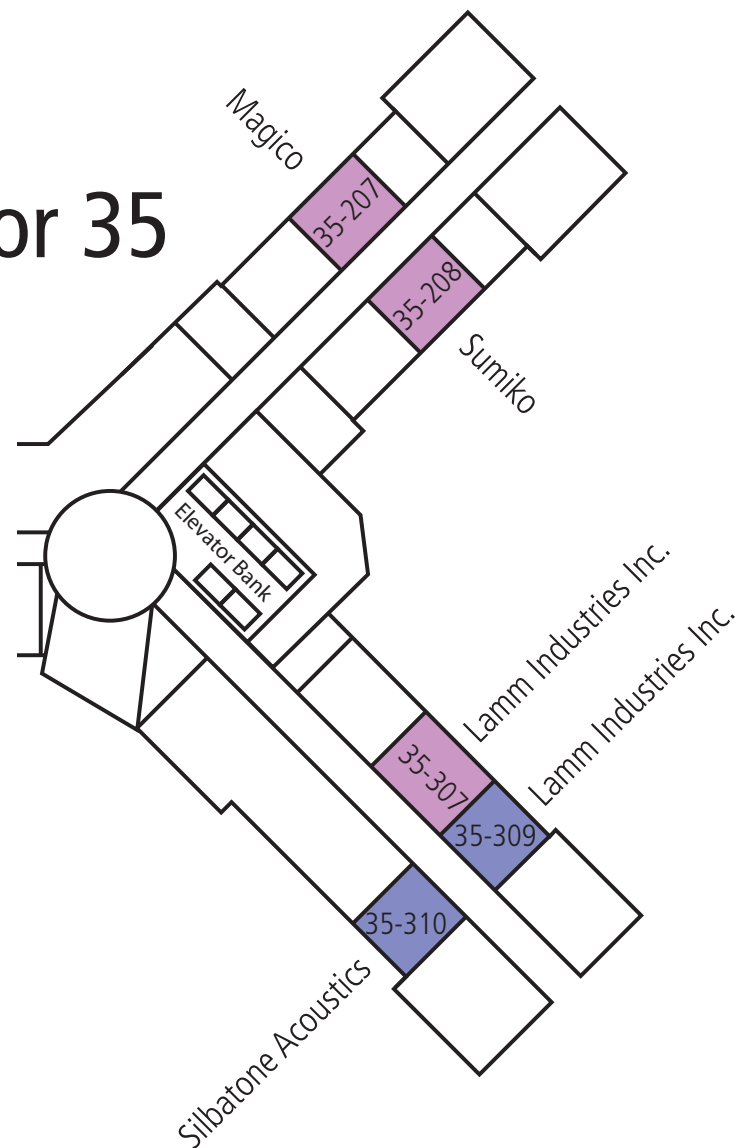 Magico
or 35
35-207
35-208
Sumiko
Elevator Bank
Lamm Industries Inc.
Lamm Industries Inc.
35-307
35-309
35-310
Silbatone Acoustics